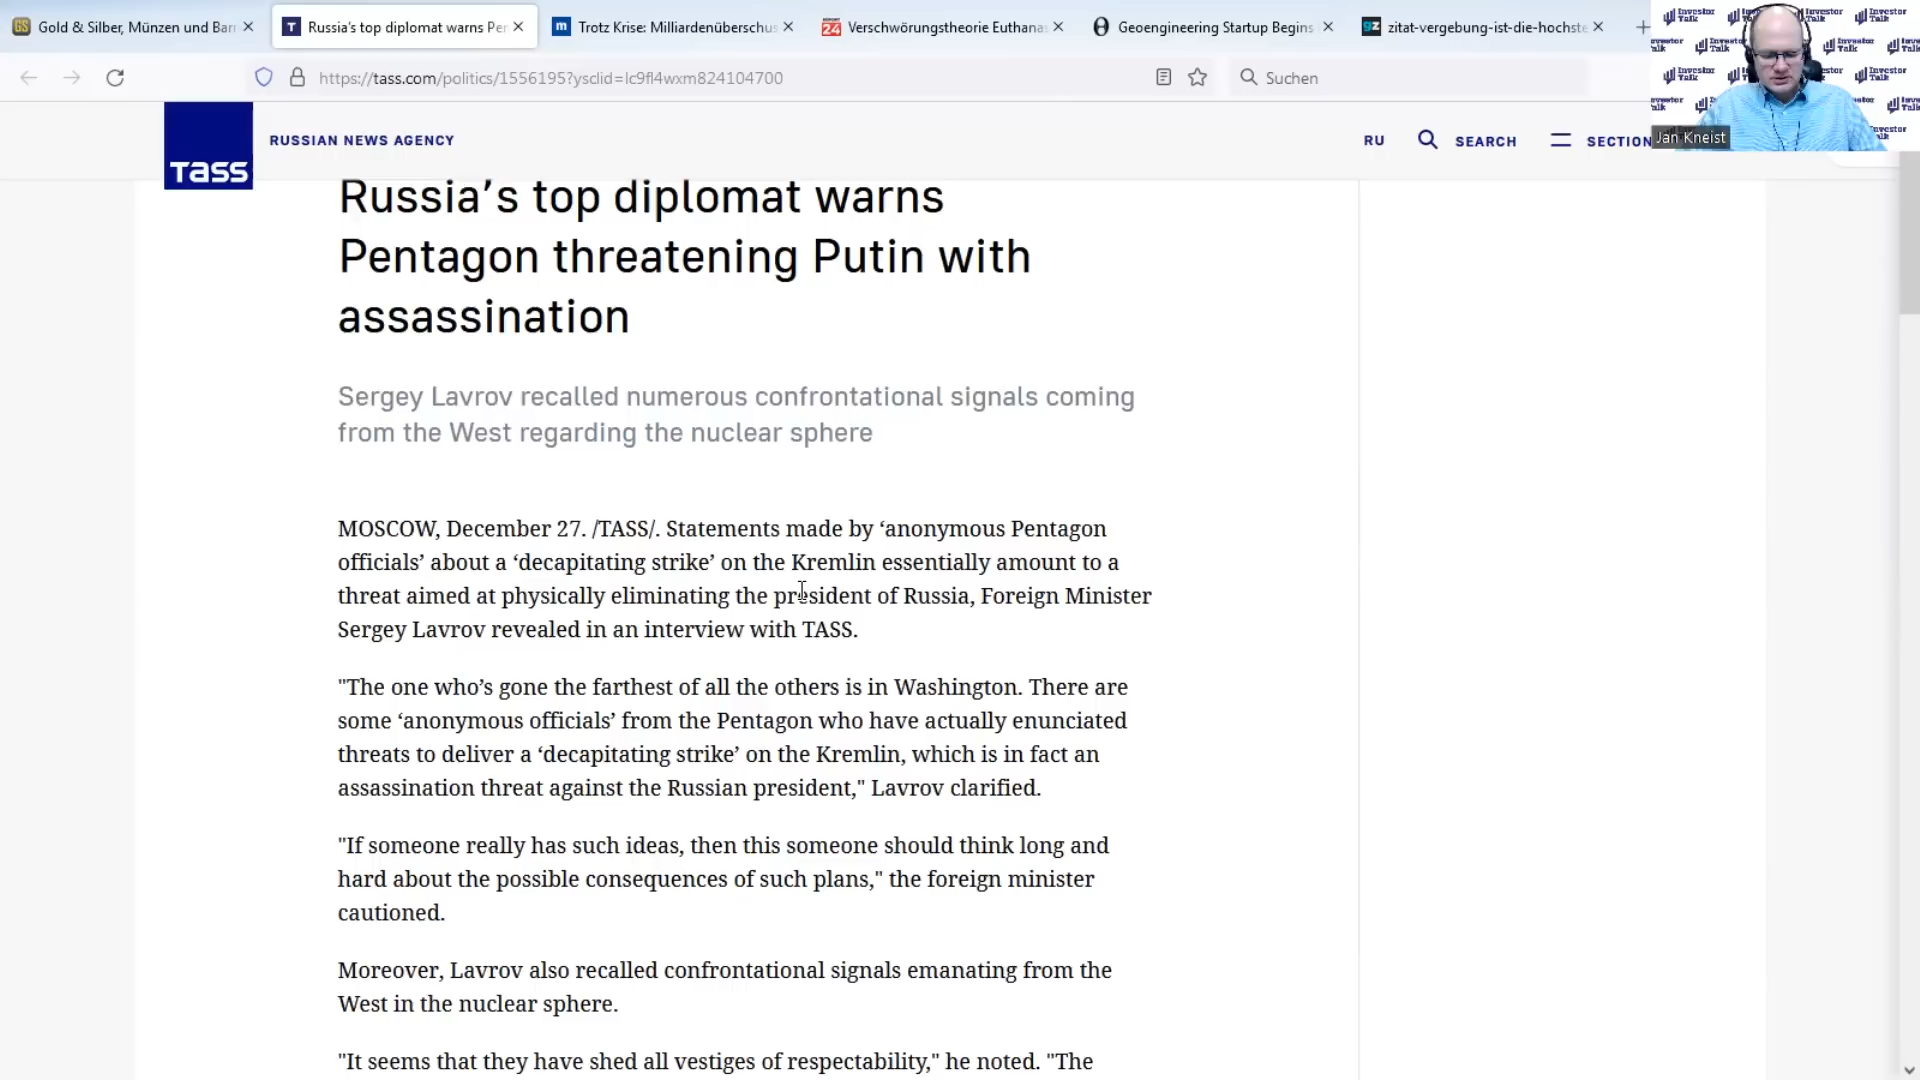 Gold & Silber, Münzen und Barr
Russia's top diplomat warns Per
Trotz Krise: Milliardenüberschus
Verschwörungstheorie Euthanas
Geoengineering Startup Begins
zitat-vergebung-ist-die-hochste
https://tass.com/politics/1556195?ysclid=lc9fl4wxm824104700
Suchen
Jan Kneist
TASS
RUSSIAN NEWS AGENCY
RU
SEARCH
SECTION
Russia’s top diplomat warns
Pentagon threatening Putin with
assassination
Sergey Lavrov recalled numerous confrontational signals coming
from the West regarding the nuclear sphere
MOSCOW, December 27. /TASS/. Statements made by ‘anonymous Pentagon
officials’ about a ‘decapitating strike’ on the Kremlin essentially amount to a
threat aimed at physically eliminating the president of Russia, Foreign Minister
Sergey Lavrov revealed in an interview with TASS.
"The one who’s gone the farthest of all the others is in Washington. There are
some ‘anonymous officials’ from the Pentagon who have actually enunciated
threats to deliver a ‘decapitating strike’ on the Kremlin, which is in fact an
assassination threat against the Russian president," Lavrov clarified.
"If someone really has such ideas, then this someone should think long and
hard about the possible consequences of such plans," the foreign minister
cautioned.
Moreover, Lavrov also recalled confrontational signals emanating from the
West in the nuclear sphere.
"It seems that they have shed all vestiges of respectability," he noted. "The